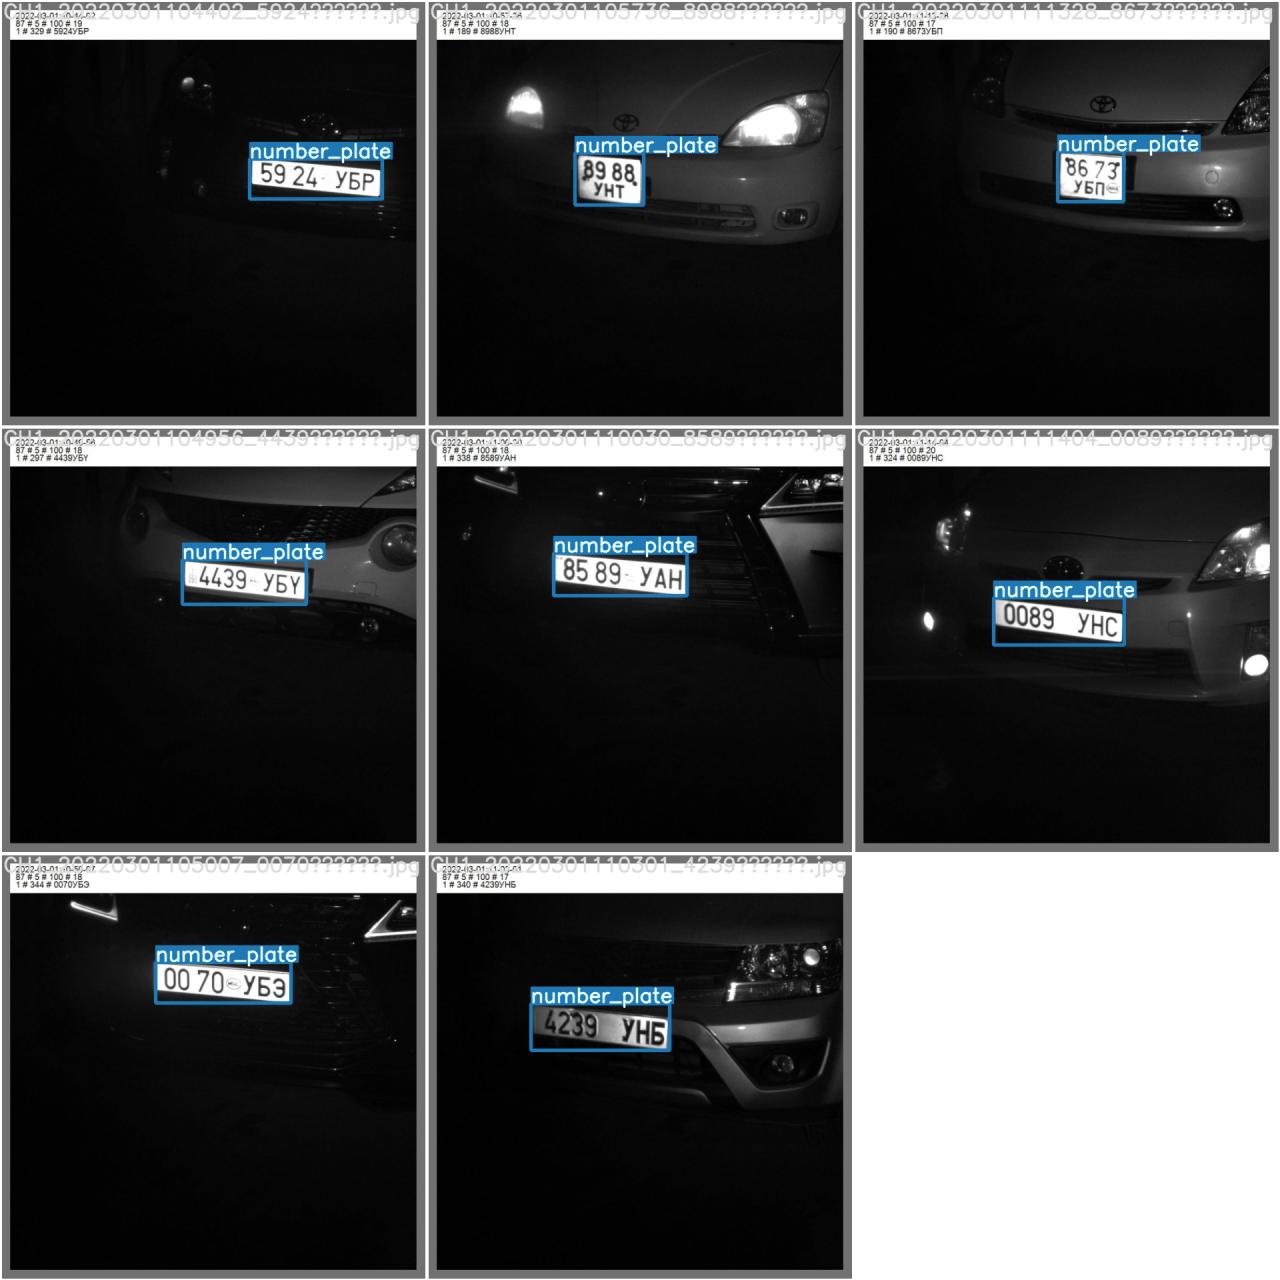 CU1_20220301104402_5924??????.jpg
87 # 5 # 100 # 19
1 # 329 # 5924УБР
number_plate
59 24 УБР
CU1_20220301105736_8988??????.jpg
87 # 5 # 100 # 18
1 # 189 # 8988УНТ
number_plate
89 88
УНТ
CU1_20220301111328_8673??????.jpg
87 # 5 # 100 # 17
1 # 190 # 8673УБП
number_plate
86 73
УБП
CU1_20220301104956_4439??????.jpg
87 # 5 # 100 # 18
1 # 297 # 4439УБҮ
number_plate
4439 УБҮ
CU1_20220301110030_8589??????.jpg
87 # 5 # 100 # 18
1 # 338 # 8589УАН
number_plate
85 89 УАН
CU1_20220301111404_0089??????.jpg
87 # 5 # 100 # 20
1 # 324 # 0089УНС
number_plate
0089 УНС
CU1_20220301105007_0070??????.jpg
87 # 5 # 100 # 18
1 # 344 # 0070УБЭ
number_plate
00 70 УБЭ
CU1_20220301110301_4239??????.jpg
87 # 5 # 100 # 17
1 # 340 # 4239УНБ
number_plate
4239 УНБ